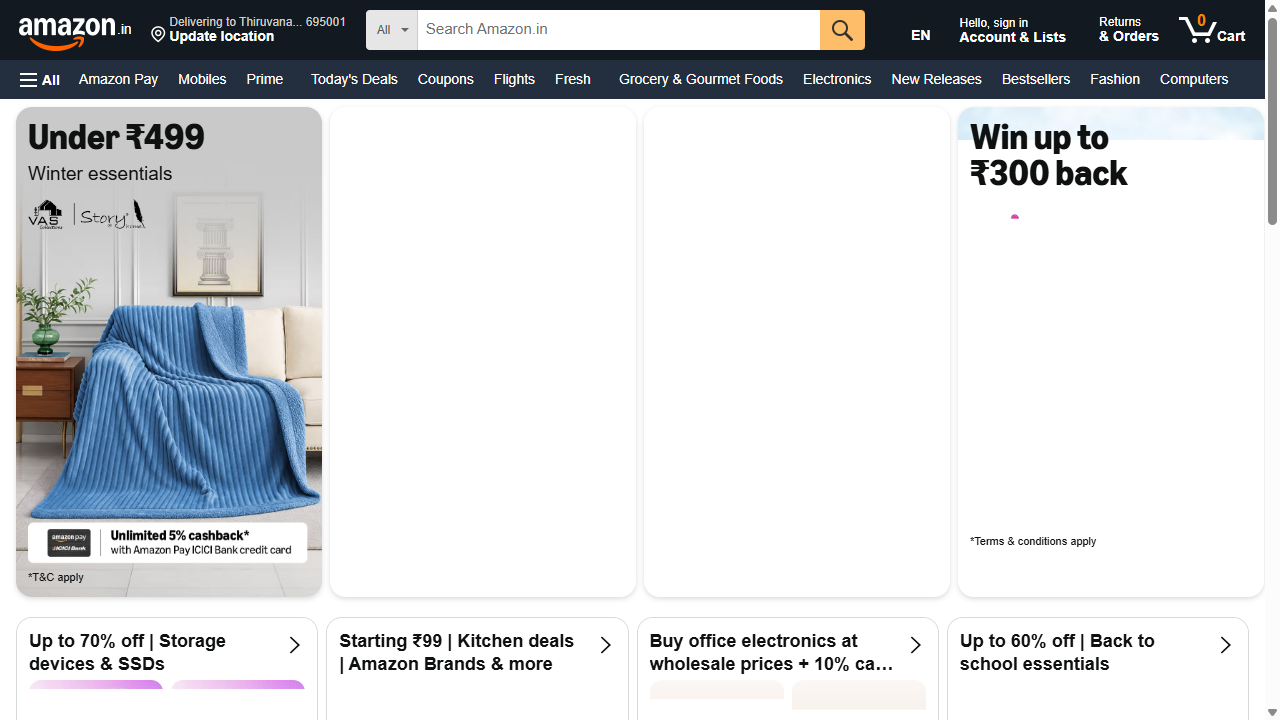 amazon.in
Delivering to Thiruvana... 695001
Update location
All
Search Amazon.in
EN
Hello, sign in
Account & Lists
Returns
& Orders
0
Cart
All
Amazon Pay
Mobiles
Prime
Today's Deals
Coupons
Flights
Fresh
Grocery & Gourmet Foods
Electronics
New Releases
Bestsellers
Fashion
Computers
Under ₹499
Winter essentials
VAS
Story@
amazon pay
ICICI Bank
Unlimited 5% cashback*
with Amazon Pay ICICI Bank credit card
*T&C apply
Win up to
₹300 back
*Terms & conditions apply
Up to 70% off | Storage
devices & SSDs
Starting ₹99 | Kitchen deals
| Amazon Brands & more
Buy office electronics at
wholesale prices + 10% ca…
Up to 60% off | Back to
school essentials